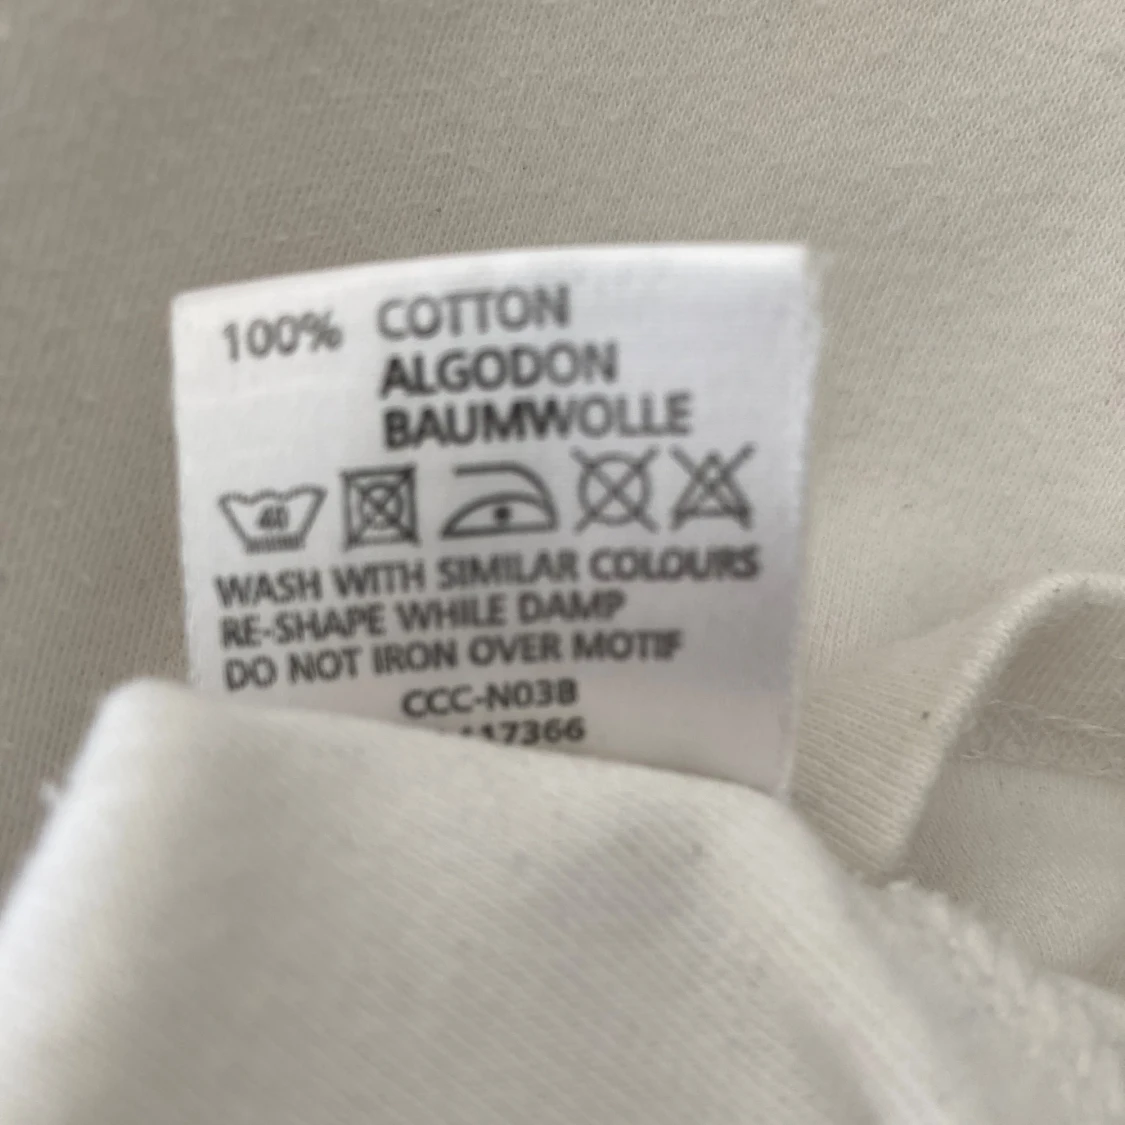 100% COTTON
ALGODON
BAUMWOLLE
40
WASH WITH SIMILAR COLOURS
RE-SHAPE WHILE DAMP
DO NOT IRON OVER MOTIF
CCC-N03B
17366